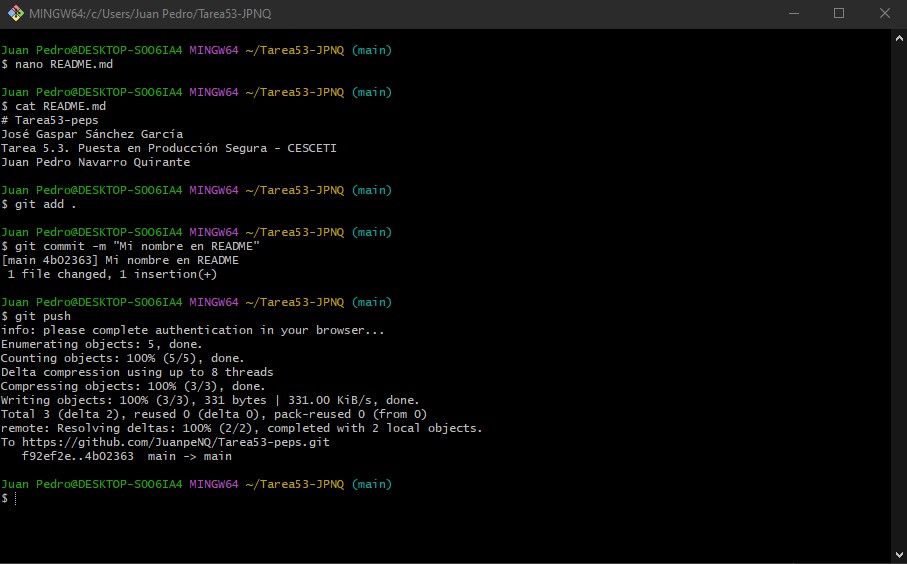 MINGW64:/c/Users/Juan Pedro/Tarea53-JPNQ
Juan Pedro@DESKTOP-SOO6IA4 MINGW64 ~/Tarea53-JPNQ (main)
$ nano README.md
Juan Pedro@DESKTOP-SOO6IA4 MINGW64 ~/Tarea53-JPNQ (main)
$ cat README.md
# Tarea53-peps
José Gaspar Sánchez García
Tarea 5.3. Puesta en Producción Segura - CESCETI
Juan Pedro Navarro Quirante
Juan Pedro@DESKTOP-SOO6IA4 MINGW64 ~/Tarea53-JPNQ (main)
$ git add .
Juan Pedro@DESKTOP-SOO6IA4 MINGW64 ~/Tarea53-JPNQ (main)
$ git commit -m "Mi nombre en README"
[main 4b02363] Mi nombre en README
1 file changed, 1 insertion(+)
Juan Pedro@DESKTOP-SOO6IA4 MINGW64 ~/Tarea53-JPNQ (main)
$ git push
info: please complete authentication in your browser...
Enumerating objects: 5, done.
Counting objects: 100% (5/5), done.
Delta compression using up to 8 threads
Compressing objects: 100% (3/3), done.
Writing objects: 100% (3/3), 331 bytes | 331.00 KiB/s, done.
Total 3 (delta 2), reused 0 (delta 0), pack-reused 0 (from 0)
remote: Resolving deltas: 100% (2/2), completed with 2 local objects.
To https://github.com/JuanpeNQ/Tarea53-peps.git
f92ef2e..4b02363  main -> main
Juan Pedro@DESKTOP-SOO6IA4 MINGW64 ~/Tarea53-JPNQ (main)
$